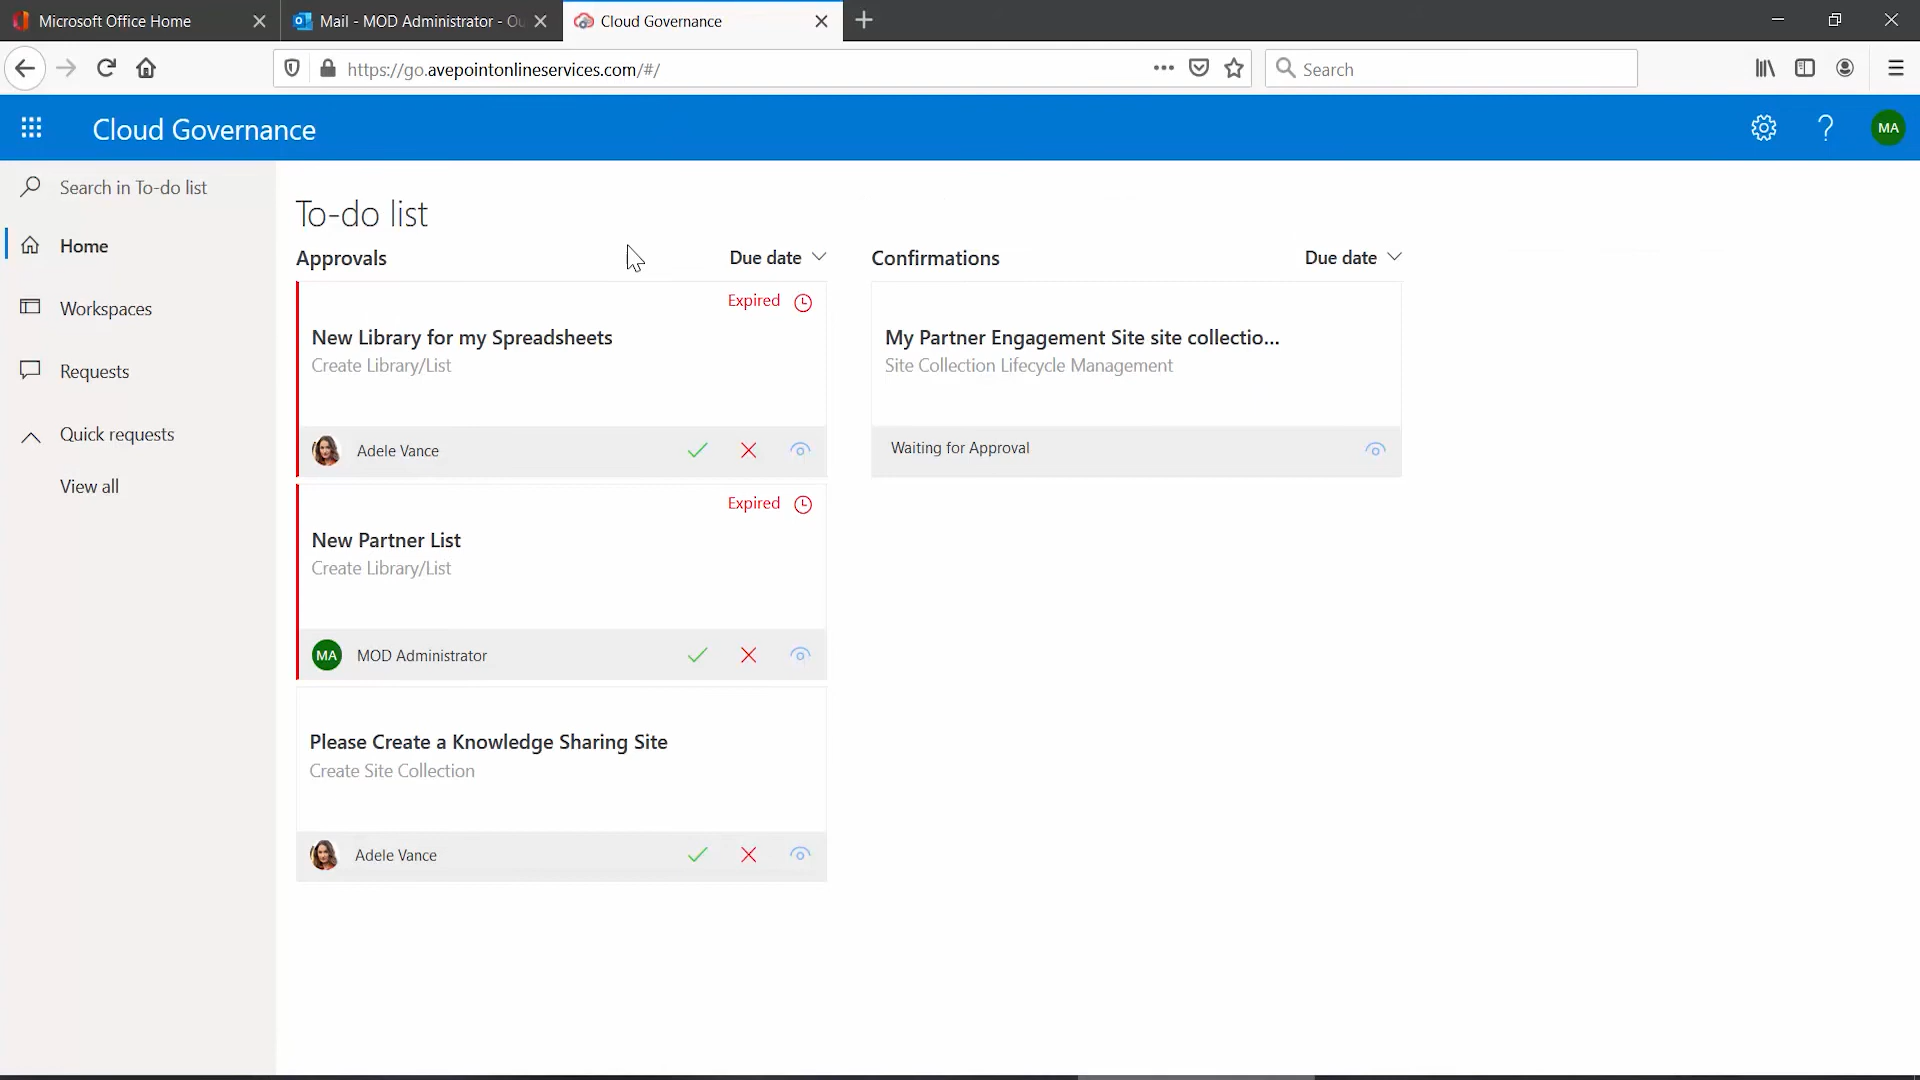 Microsoft Office Home
Mail - MOD Administrator - Ou
Cloud Governance
https://go.avepointonlineservices.com/#/
Search
Cloud Governance
MA
Search in To-do list
Home
Workspaces
Requests
Quick requests
View all
To-do list
Approvals
Due date
Expired
New Library for my Spreadsheets
Create Library/List
Adele Vance
Expired
New Partner List
Create Library/List
MA
MOD Administrator
Please Create a Knowledge Sharing Site
Create Site Collection
Adele Vance
Confirmations
Due date
My Partner Engagement Site site collectio...
Site Collection Lifecycle Management
Waiting for Approval